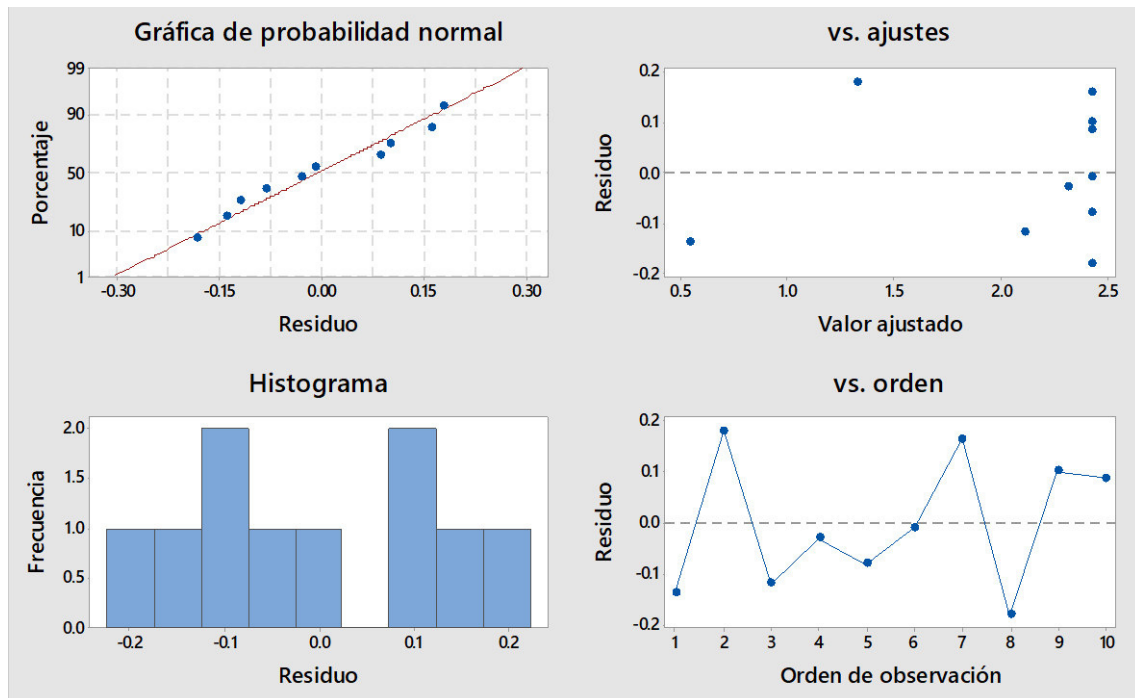 Gráfica de probabilidad normal
Porcentaje
99
90
50
10
1
-0.30 -0.15 0.00 0.15 0.30
Residuo
vs. ajustes
Residuo
0.2
0.1
0.0
-0.1
-0.2
0.5 1.0 1.5 2.0 2.5
Valor ajustado
Histograma
Frecuencia
2.0
1.5
1.0
0.5
0.0
-0.2 -0.1 0.0 0.1 0.2
Residuo
vs. orden
Residuo
0.2
0.1
0.0
-0.1
-0.2
1 2 3 4 5 6 7 8 9 10
Orden de observación